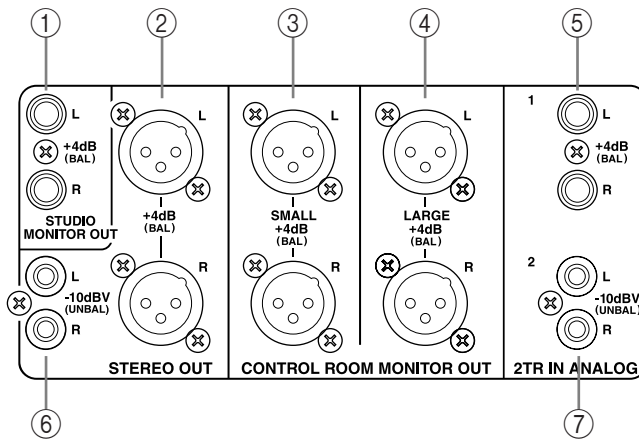 ① ② ③ ④ ⑤
L
+4dB
(BAL)
R
STUDIO
MONITOR OUT
L
-10dBV
(UNBAL)
R
L
+4dB
(BAL)
R
STEREO OUT
L
SMALL
+4dB
(BAL)
R
L
LARGE
+4dB
(BAL)
R
CONTROL ROOM MONITOR OUT
1
L
+4dB
(BAL)
R
2
L
-10dBV
(UNBAL)
R
2TR IN ANALOG
⑥ ⑦